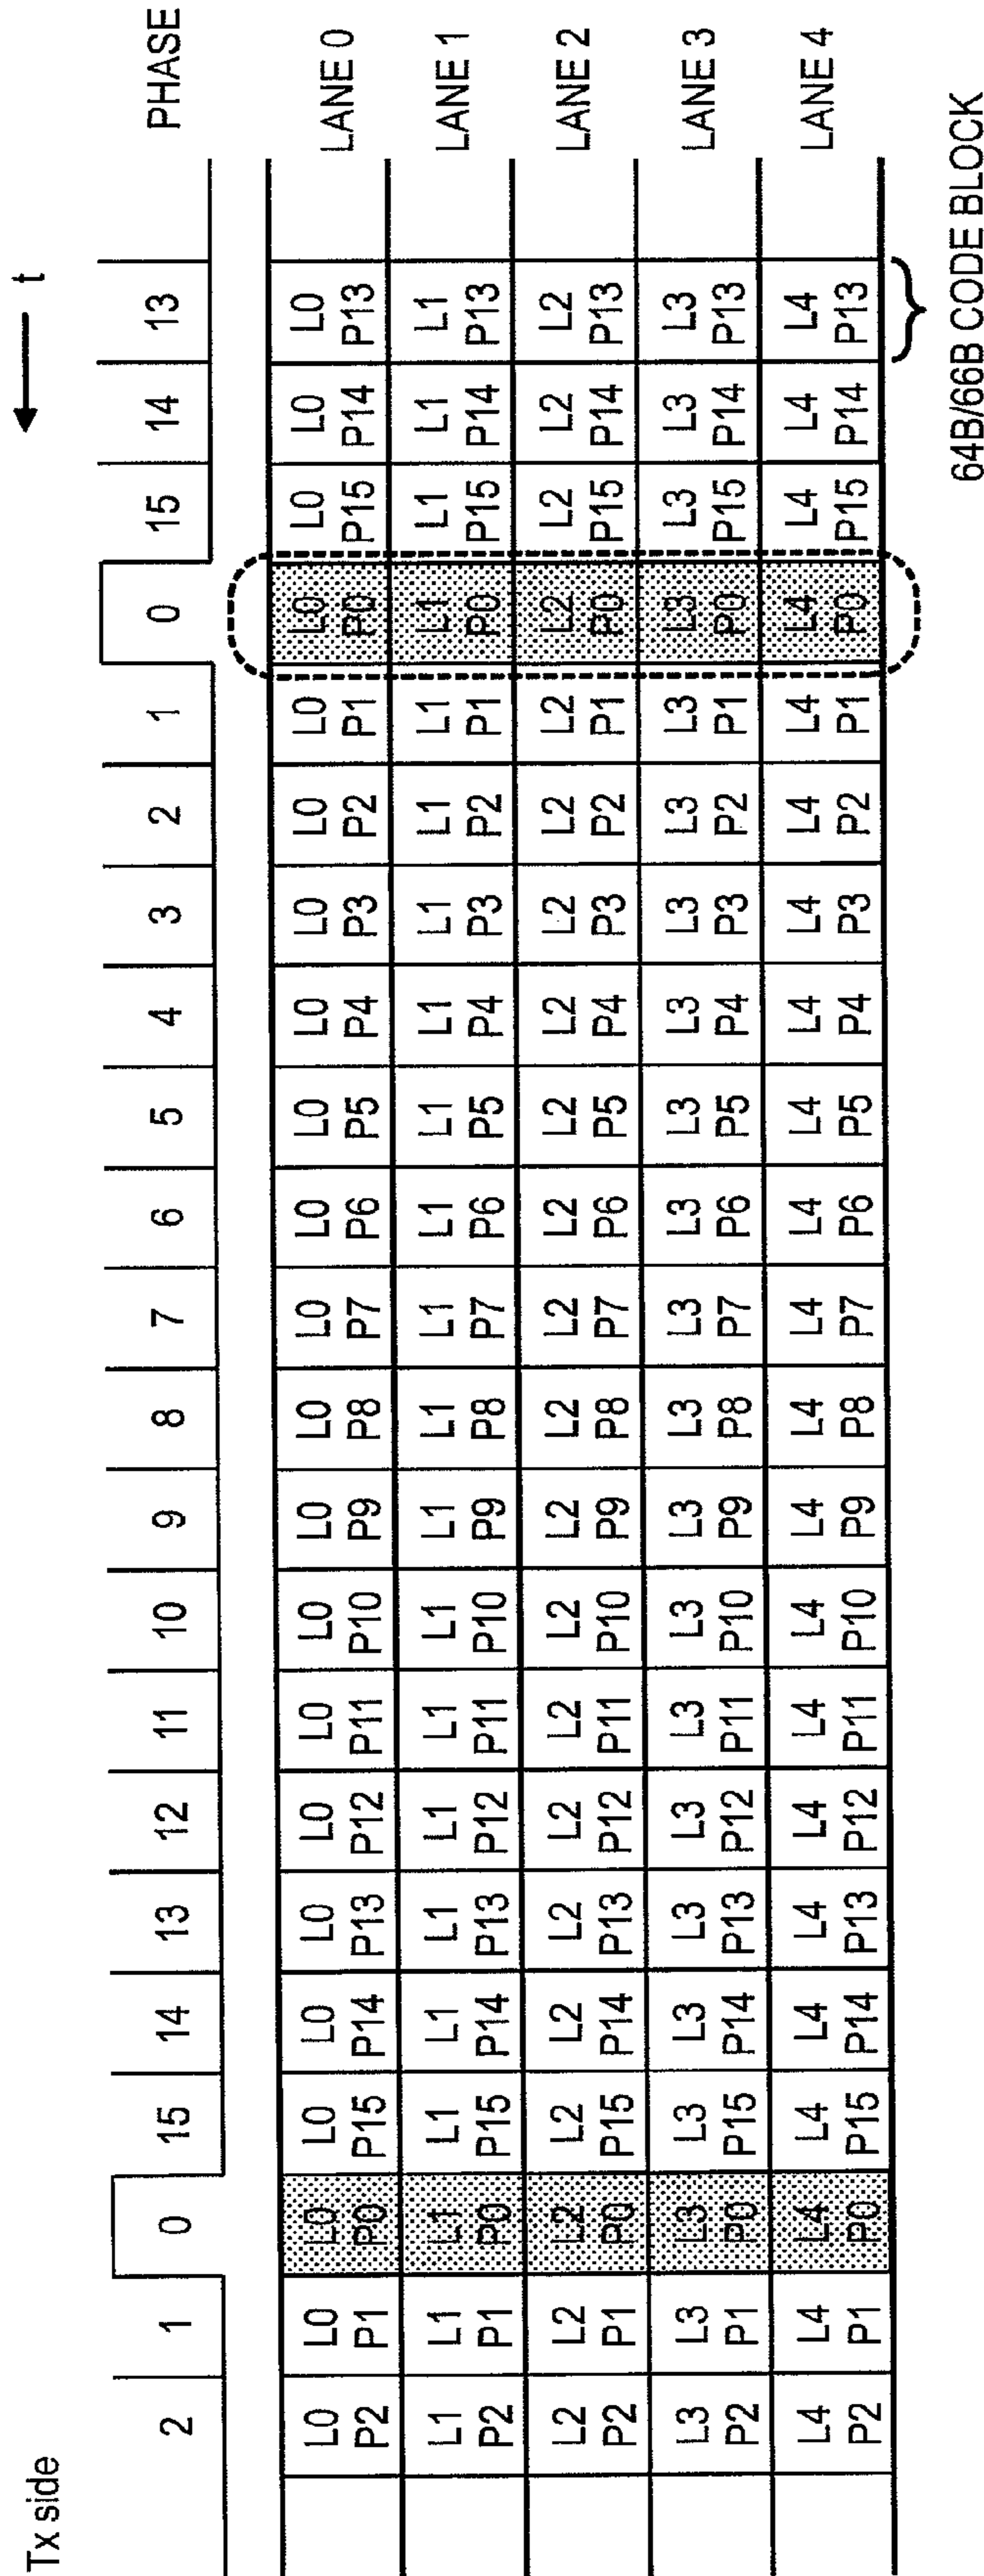 Tx side
t
2 1 0 15 14 13 12 11 10 9 8 7 6 5 4 3 2 1 0 15 14 13 PHASE
L0 L0 L0 L0 L0 L0 L0 L0 L0 L0 L0 L0 L0 L0 L0 L0 L0 L0 L0 L0 L0 L0 LANE 0
P2 P1 P0 P15 P14 P13 P12 P11 P10 P9 P8 P7 P6 P5 P4 P3 P2 P1 P0 P15 P14 P13
L1 L1 L1 L1 L1 L1 L1 L1 L1 L1 L1 L1 L1 L1 L1 L1 L1 L1 L1 L1 L1 L1 LANE 1
P2 P1 P0 P15 P14 P13 P12 P11 P10 P9 P8 P7 P6 P5 P4 P3 P2 P1 P0 P15 P14 P13
L2 L2 L2 L2 L2 L2 L2 L2 L2 L2 L2 L2 L2 L2 L2 L2 L2 L2 L2 L2 L2 L2 LANE 2
P2 P1 P0 P15 P14 P13 P12 P11 P10 P9 P8 P7 P6 P5 P4 P3 P2 P1 P0 P15 P14 P13
L3 L3 L3 L3 L3 L3 L3 L3 L3 L3 L3 L3 L3 L3 L3 L3 L3 L3 L3 L3 L3 L3 LANE 3
P2 P1 P0 P15 P14 P13 P12 P11 P10 P9 P8 P7 P6 P5 P4 P3 P2 P1 P0 P15 P14 P13
L4 L4 L4 L4 L4 L4 L4 L4 L4 L4 L4 L4 L4 L4 L4 L4 L4 L4 L4 L4 L4 L4 LANE 4
P2 P1 P0 P15 P14 P13 P12 P11 P10 P9 P8 P7 P6 P5 P4 P3 P2 P1 P0 P15 P14 P13
64B/66B CODE BLOCK